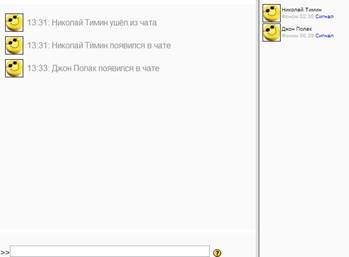 13:31: Николай Тимин ушёл из чата
13:31: Николай Тимин появился в чате
13:33: Джон Полак появился в чате
>>
Николай Тимин
Сигнал
Джон Полак
Сигнал